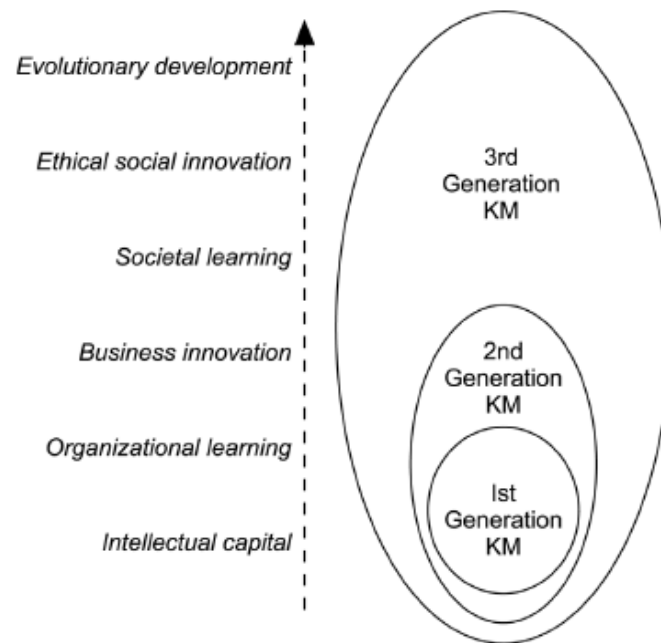 Evolutionary development
Ethical social innovation
Societal learning
Business innovation
Organizational learning
Intellectual capital
3rd
Generation
KM
2nd
Generation
KM
Ist
Generation
KM